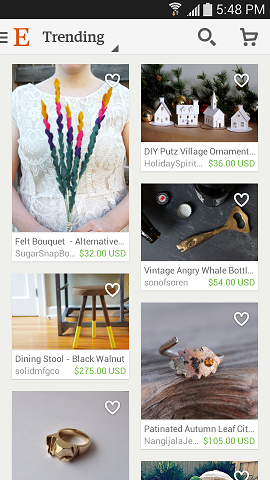 5:48 PM
E Trending
Felt Bouquet - Alternative...
SugarSnapBo... $32.00 USD
Dining Stool - Black Walnut
solidmfgco $275.00 USD
DIY Putz Village Ornament...
HolidaySpirit... $36.00 USD
Vintage Angry Whale Bottl...
sonofsoren $54.00 USD
Patinated Autumn Leaf Cit...
NangijalaJe... $105.00 USD